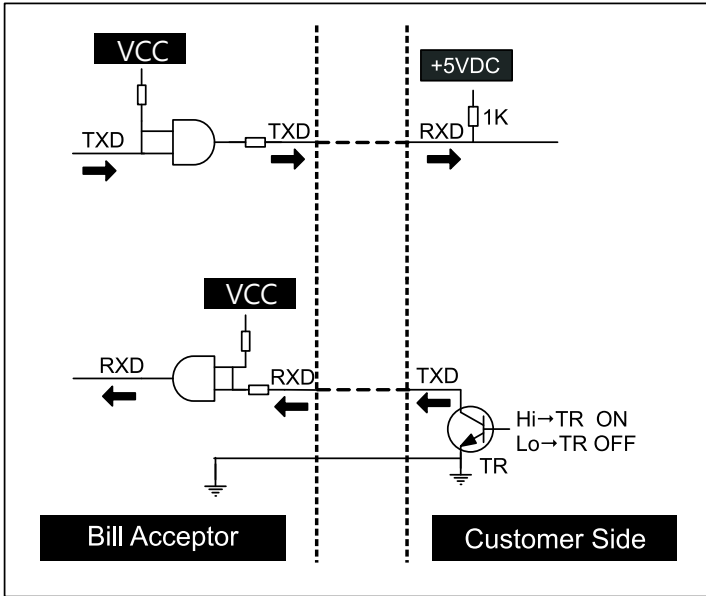 VCC
+5VDC
1K
TXD
TXD
RXD
VCC
RXD
RXD
TXD
Hi→TR ON
Lo→TR OFF
TR
Bill Acceptor
Customer Side